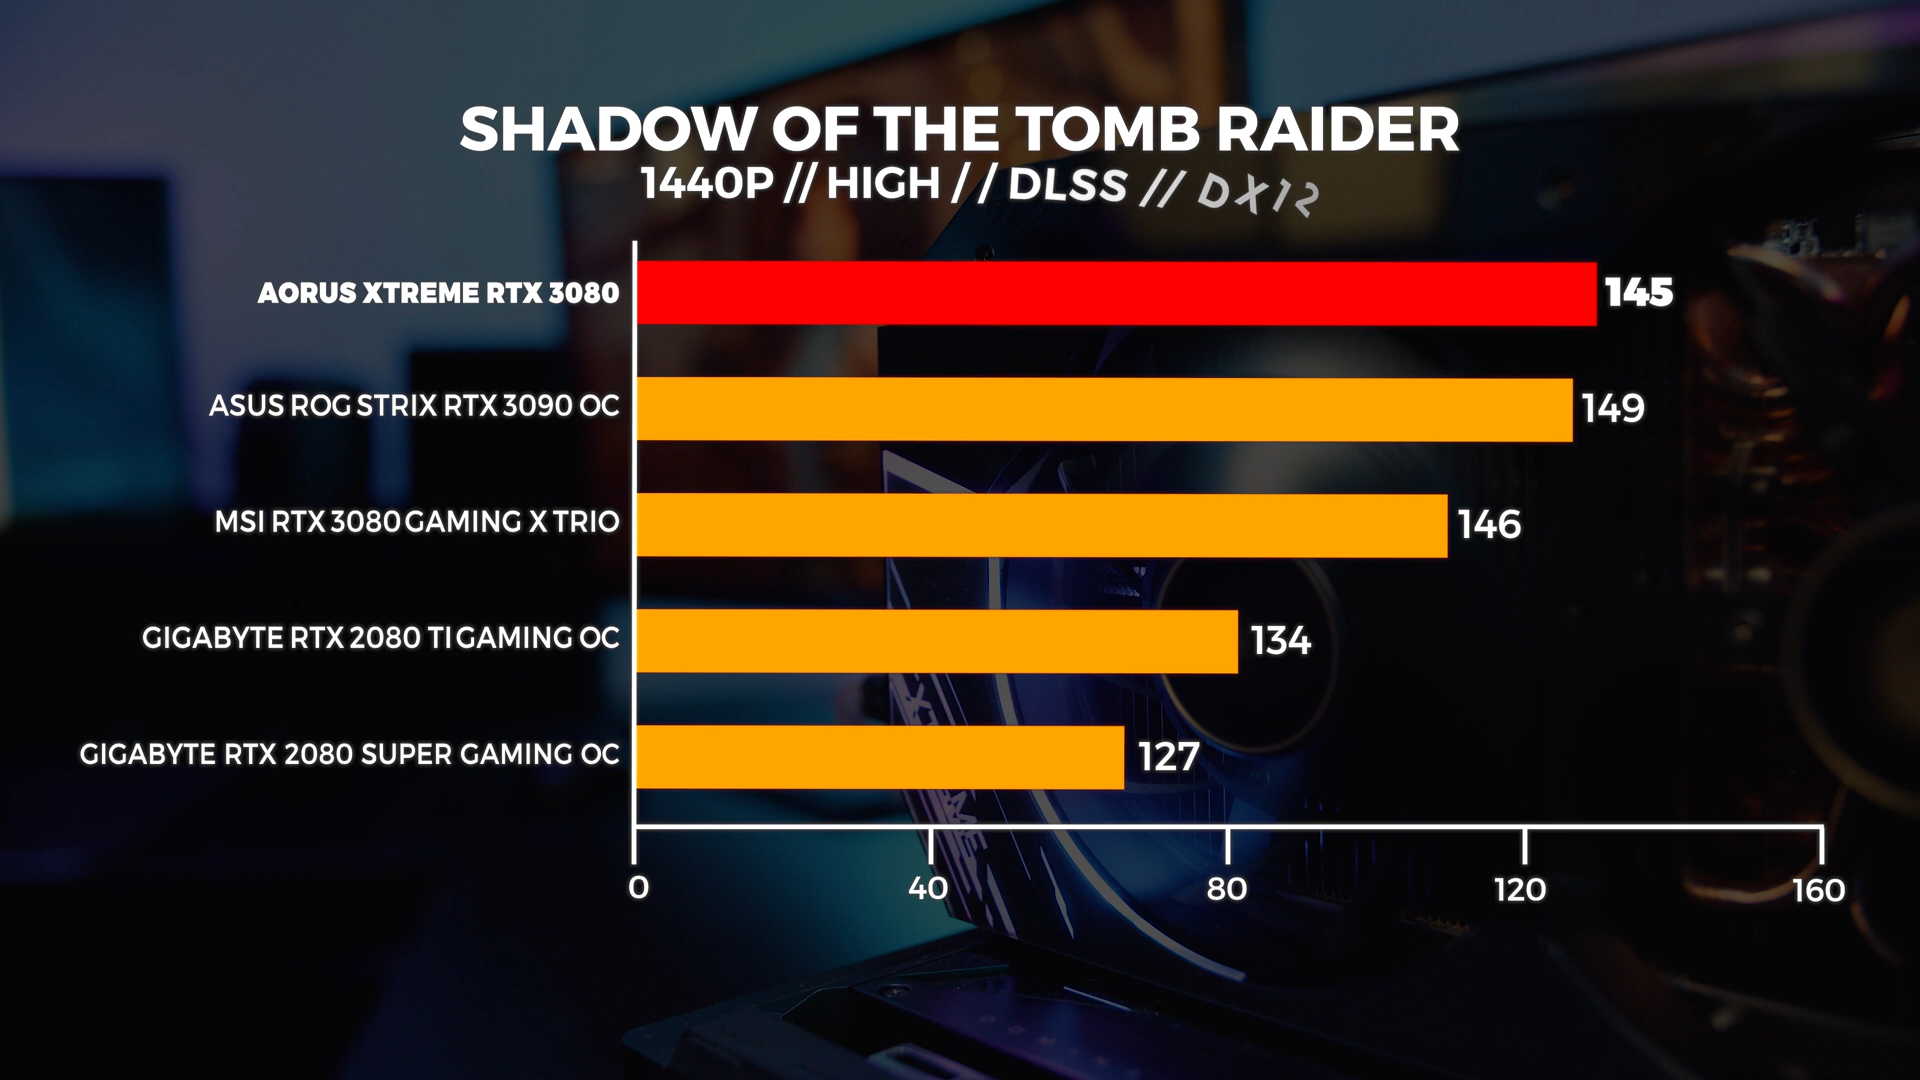 SHADOW OF THE TOMB RAIDER
1440P // HIGH // DLSS // DX12
AORUS XTREME RTX 3080 145
ASUS ROG STRIX RTX 3090 OC 149
MSI RTX 3080 GAMING X TRIO 146
GIGABYTE RTX 2080 TI GAMING OC 134
GIGABYTE RTX 2080 SUPER GAMING OC 127
0 40 80 120 160